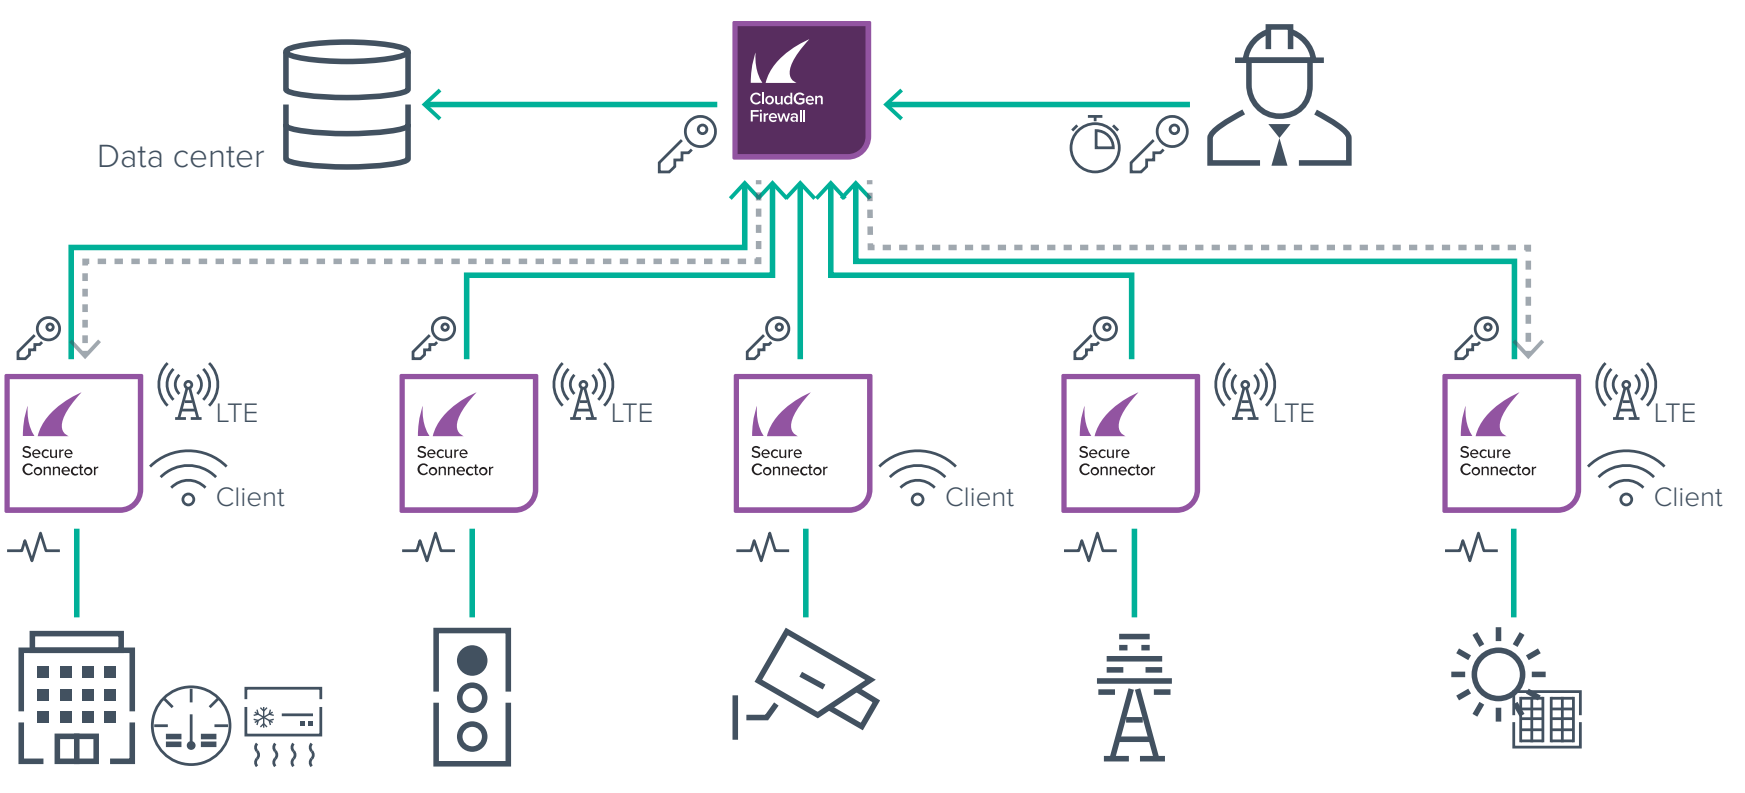 CloudGen
Firewall
Data center
LTE
Secure
Connector
Client
LTE
Secure
Connector
Secure
Connector
Client
LTE
Secure
Connector
LTE
Secure
Connector
Client